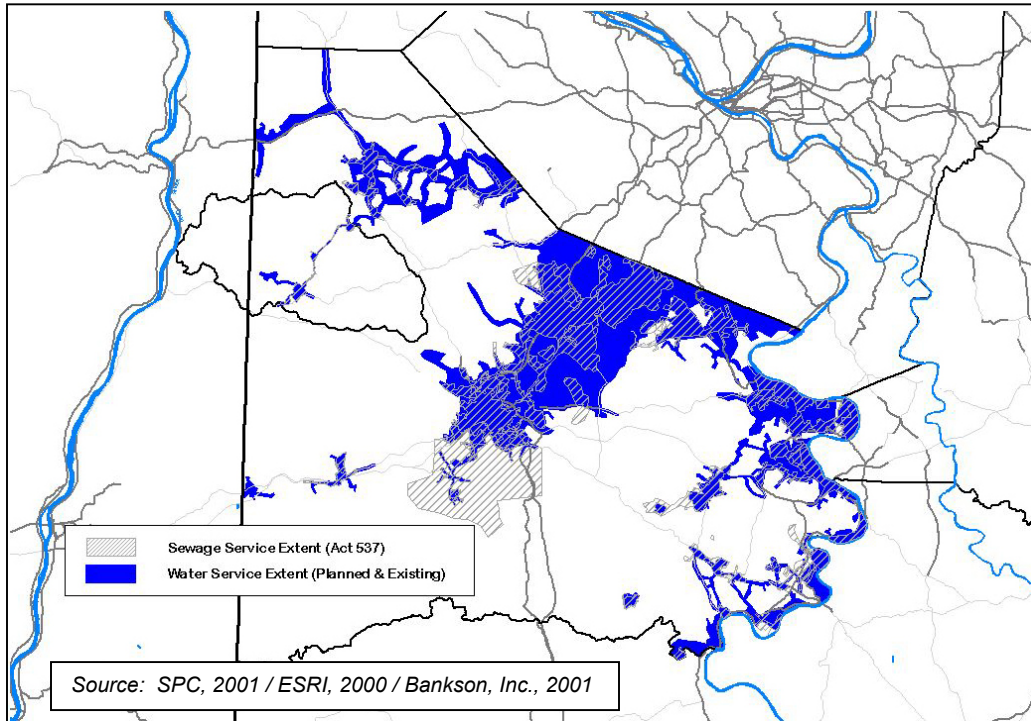 Sewage Service Extent (Act 537)
Water Service Extent (Planned & Existing)
Source: SPC, 2001 / ESRI, 2000 / Bankson, Inc., 2001